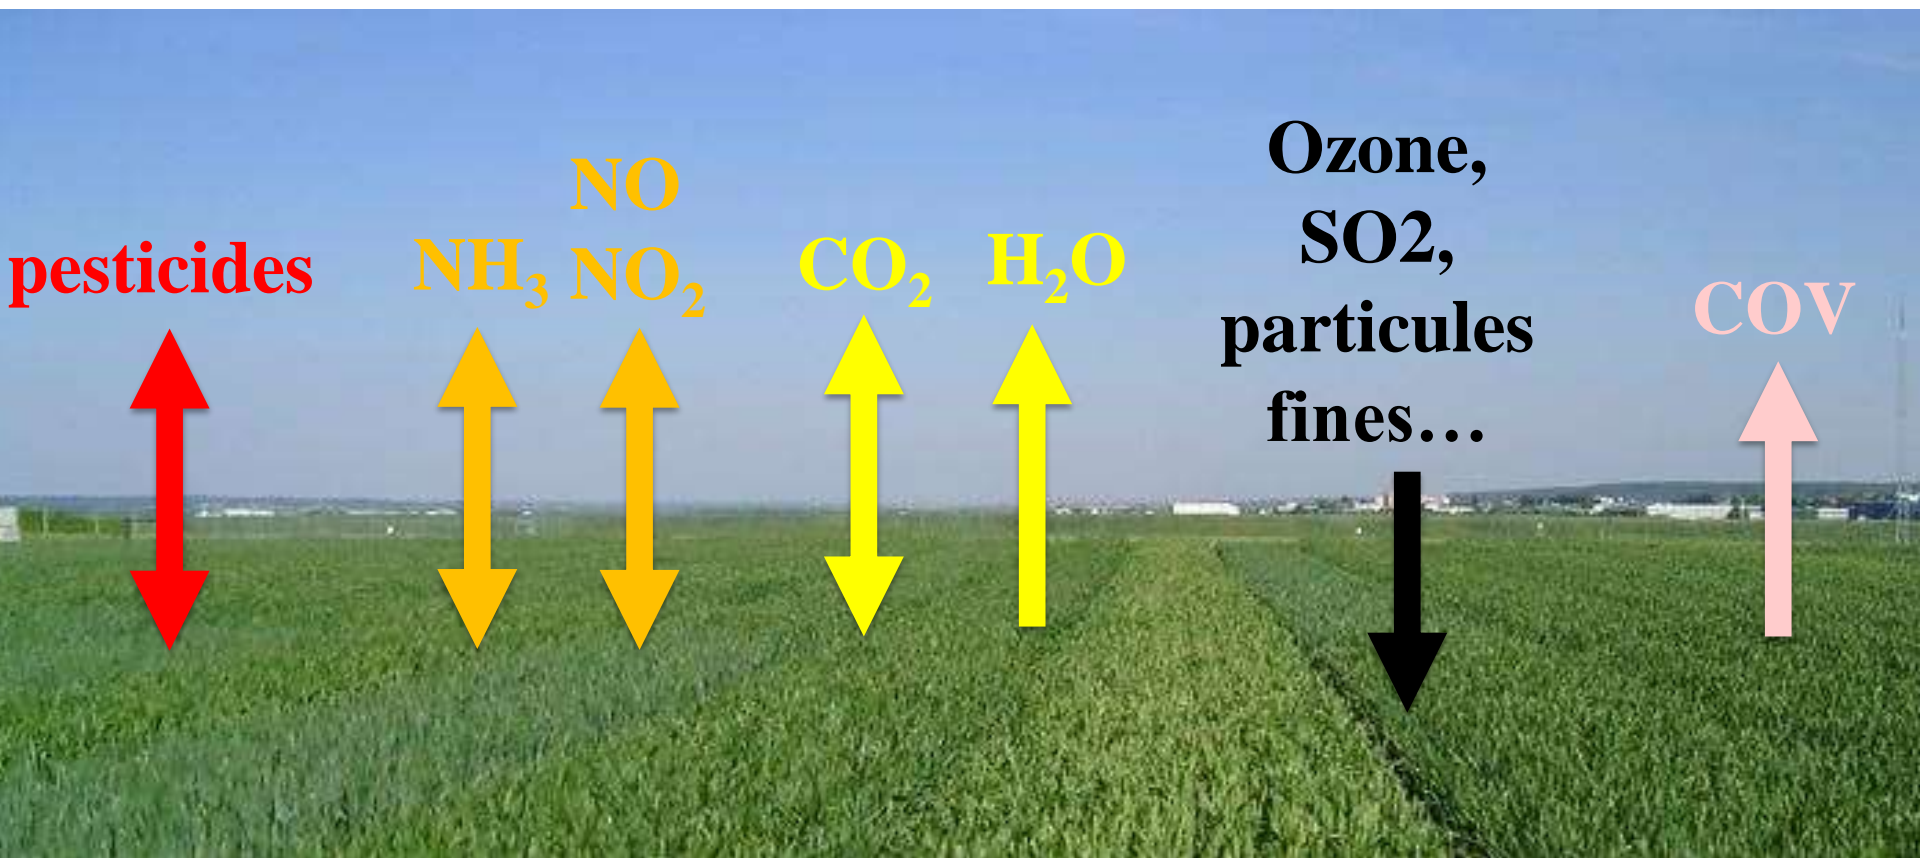 pesticides
NH₃
NO
NO₂
CO₂
H₂O
Ozone,
SO2,
particules
fines…
COV